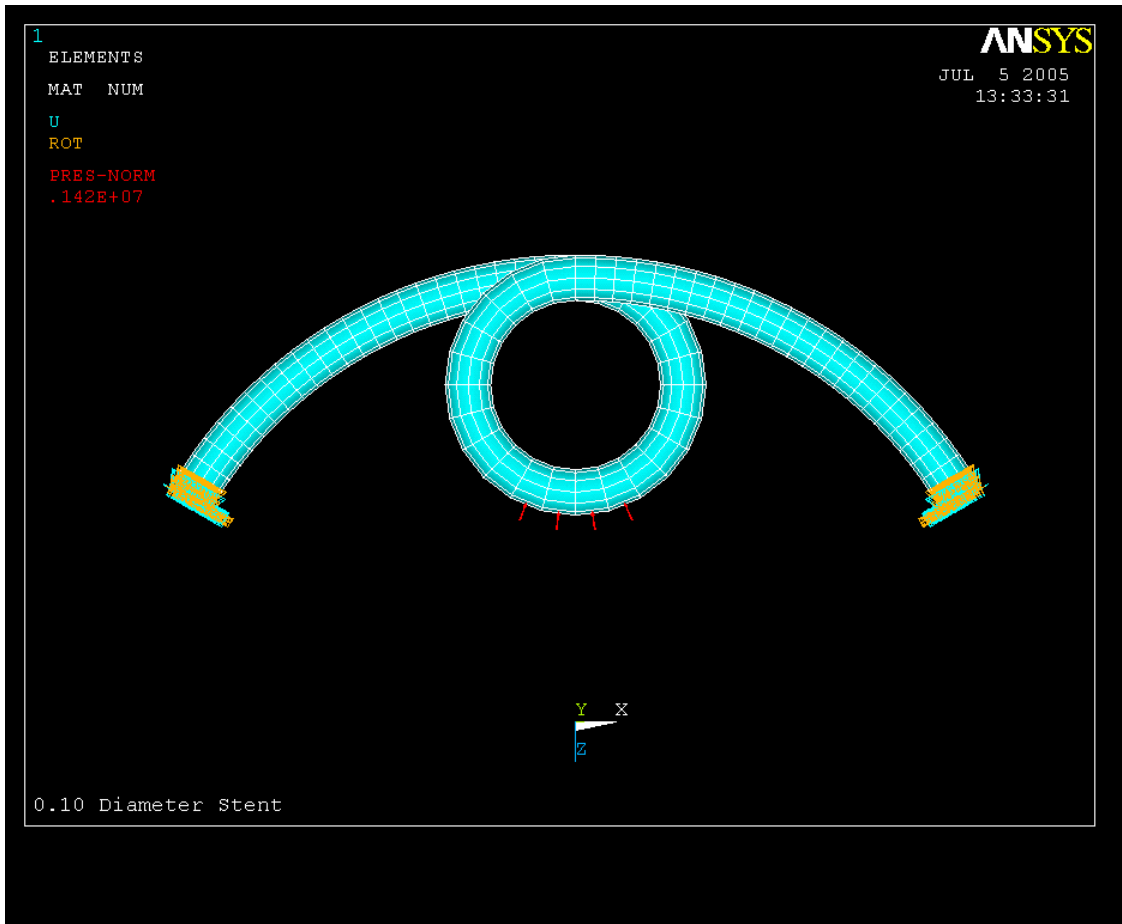 1
ANSYS
ELEMENTS
JUL 5 2005
MAT NUM
13:33:31
U
ROT
PRES-NORM
.142E+07
Y X
Z
0.10 Diameter Stent